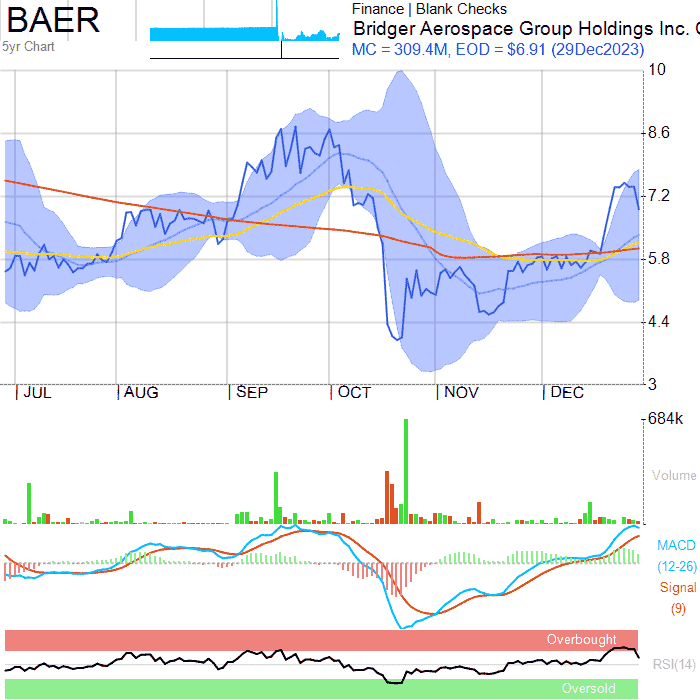 BAER
5yr Chart
Finance | Blank Checks
Bridger Aerospace Group Holdings Inc. C
MC = 309.4M, EOD = $6.91 (29Dec2023)
10
8.6
7.2
5.8
4.4
3
JUL AUG SEP OCT NOV DEC
684k
Volume
MACD
(12-26)
Signal
(9)
Overbought
RSI(14)
Oversold